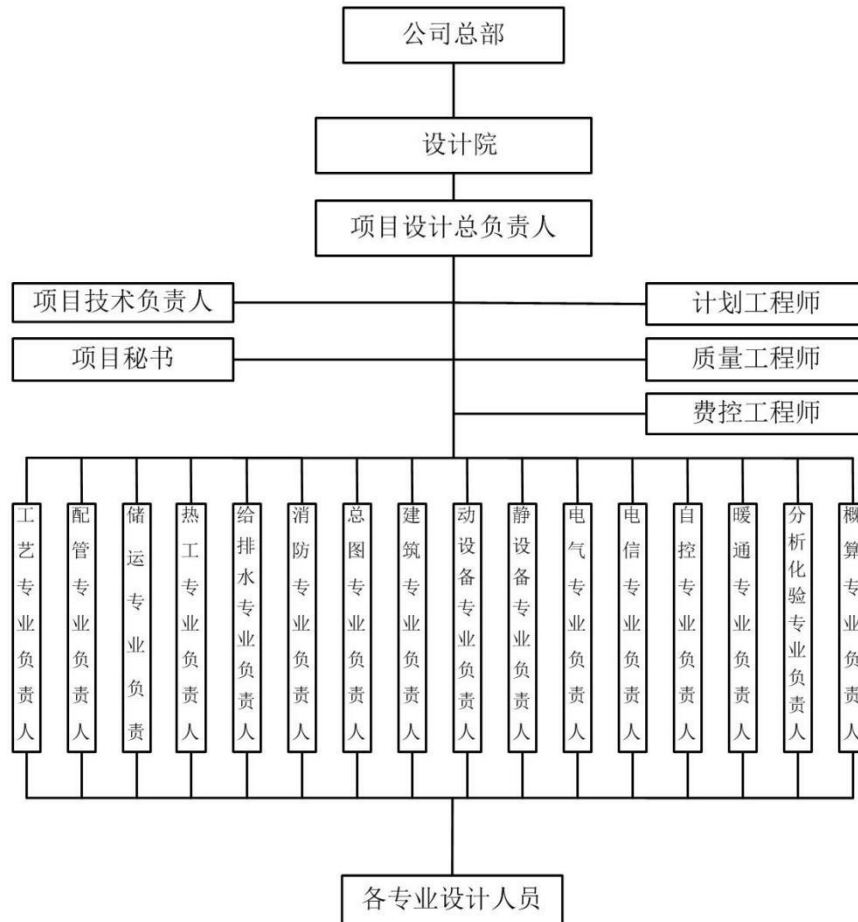 公司总部
设计院
项目设计总负责人
项目技术负责人
计划工程师
项目秘书
质量工程师
费控工程师
工艺专业负责人
配管专业负责人
储运专业负责
热工专业负责人
给排水专业负责人
消防专业负责人
总图专业负责人
建筑专业负责人
动设备专业负责人
静设备专业负责人
电气专业负责人
电信专业负责人
自控专业负责人
暖通专业负责人
分析化验专业负责人
概算专业负责人
各专业设计人员